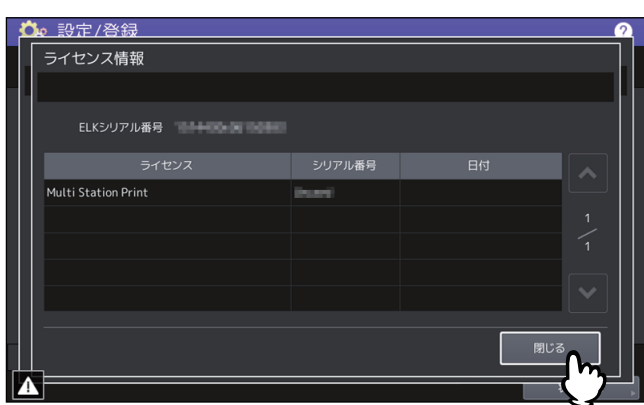 設定/登録
?
ライセンス情報
ELKシリアル番号
ライセンス シリアル番号 日付
Multi Station Print
1
1
閉じる